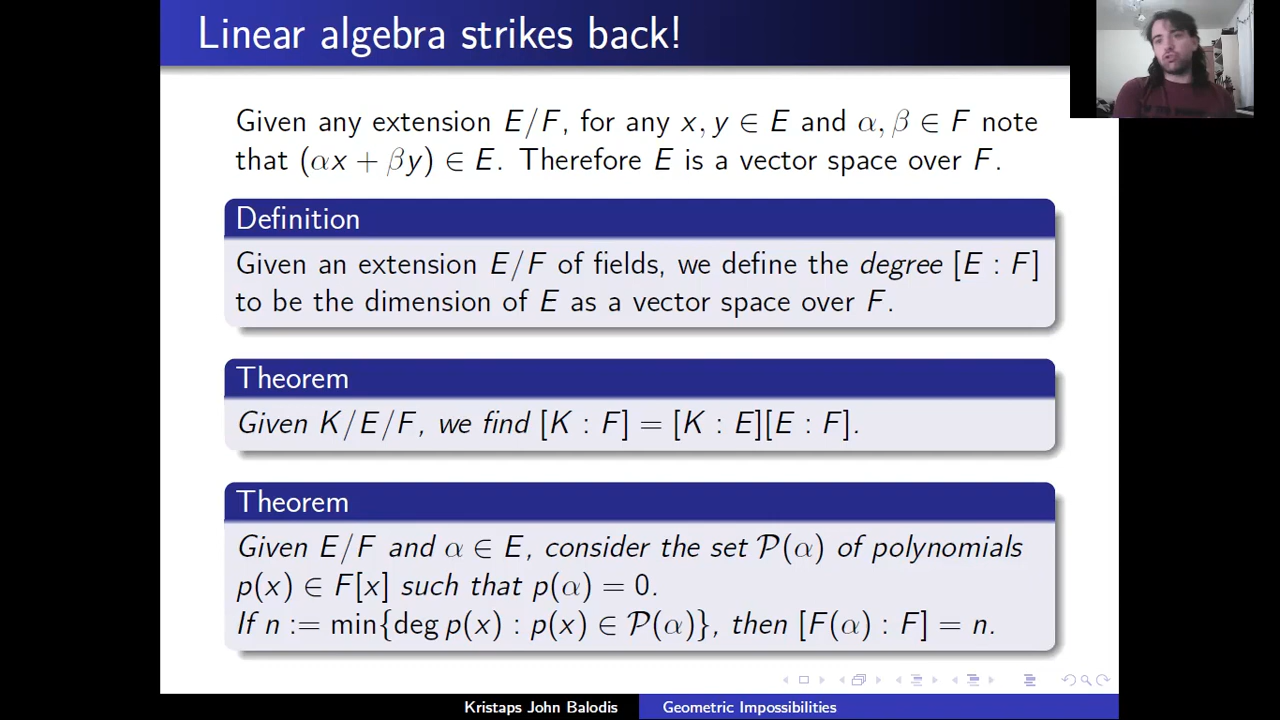 Linear algebra strikes back!
Given any extension E/F, for any x, y ∈ E and α, β ∈ F note
that (αx + βy) ∈ E. Therefore E is a vector space over F.
Definition
Given an extension E/F of fields, we define the degree [E : F]
to be the dimension of E as a vector space over F.
Theorem
Given K/E/F, we find [K : F] = [K : E][E : F].
Theorem
Given E/F and α ∈ E, consider the set 𝒫(α) of polynomials
p(x) ∈ F[x] such that p(α) = 0.
If n := min{deg p(x) : p(x) ∈ 𝒫(α)}, then [F(α) : F] = n.
Kristaps John Balodis
Geometric Impossibilities